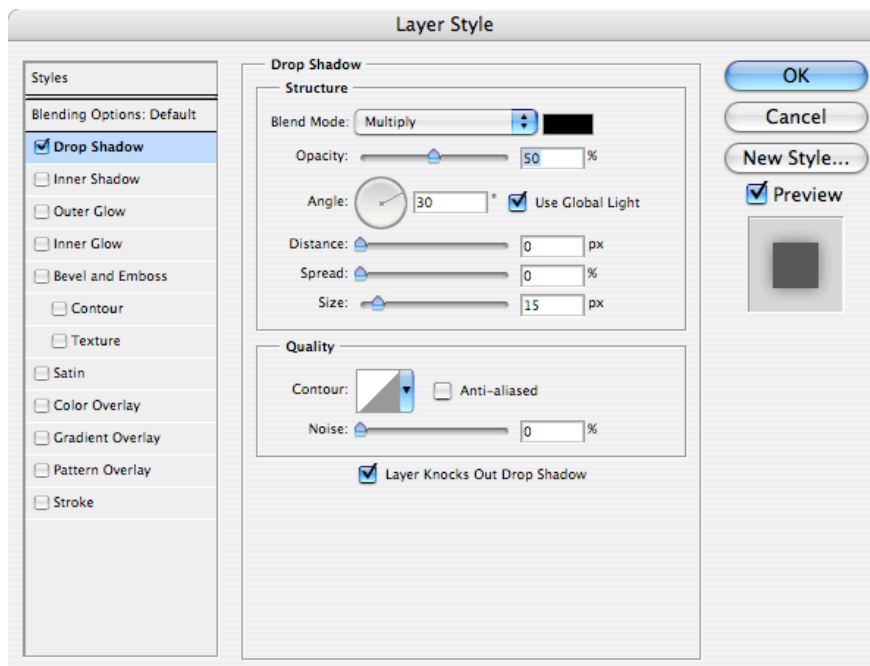 Layer Style
Styles
Blending Options: Default
Drop Shadow
Inner Shadow
Outer Glow
Inner Glow
Bevel and Emboss
Contour
Texture
Satin
Color Overlay
Gradient Overlay
Pattern Overlay
Stroke
Drop Shadow
Structure
Blend Mode: Multiply
Opacity: 50 %
Angle: 30 ° Use Global Light
Distance: 0 px
Spread: 0 %
Size: 15 px
Quality
Contour: Anti-aliased
Noise: 0 %
Layer Knocks Out Drop Shadow
OK
Cancel
New Style...
Preview